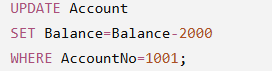 UPDATE Account
SET Balance=Balance-2000
WHERE AccountNo=1001;